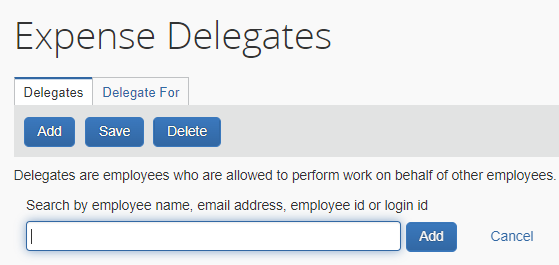 Expense Delegates
Delegates Delegate For
Add Save Delete
Delegates are employees who are allowed to perform work on behalf of other employees.
Search by employee name, email address, employee id or login id
Add Cancel